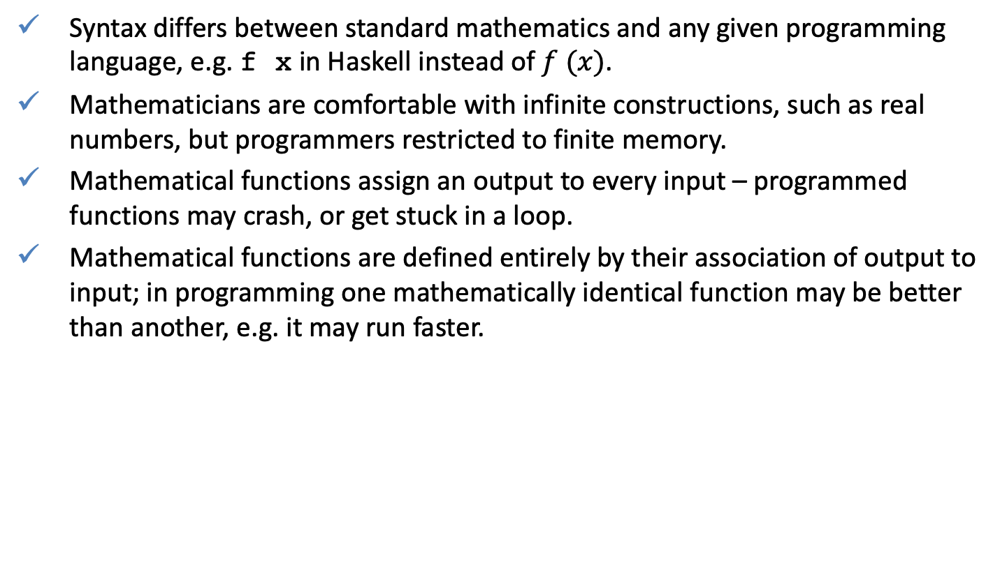 ✓ Syntax differs between standard mathematics and any given programming
language, e.g. f x in Haskell instead of f (x).
✓ Mathematicians are comfortable with infinite constructions, such as real
numbers, but programmers restricted to finite memory.
✓ Mathematical functions assign an output to every input – programmed
functions may crash, or get stuck in a loop.
✓ Mathematical functions are defined entirely by their association of output to
input; in programming one mathematically identical function may be better
than another, e.g. it may run faster.